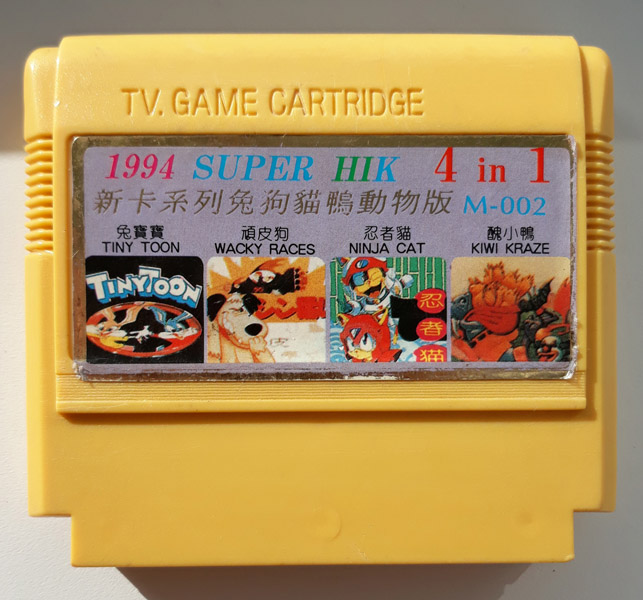 TV. GAME CARTRIDGE
1994 SUPER HIK 4 in 1
新卡系列兔狗貓鴨動物版 M-002
兔寶寶 頑皮狗 忍者貓 醜小鴨
TINY TOON WACKY RACES NINJA CAT KIWI KRAZE
TINY TOON
忍者猫